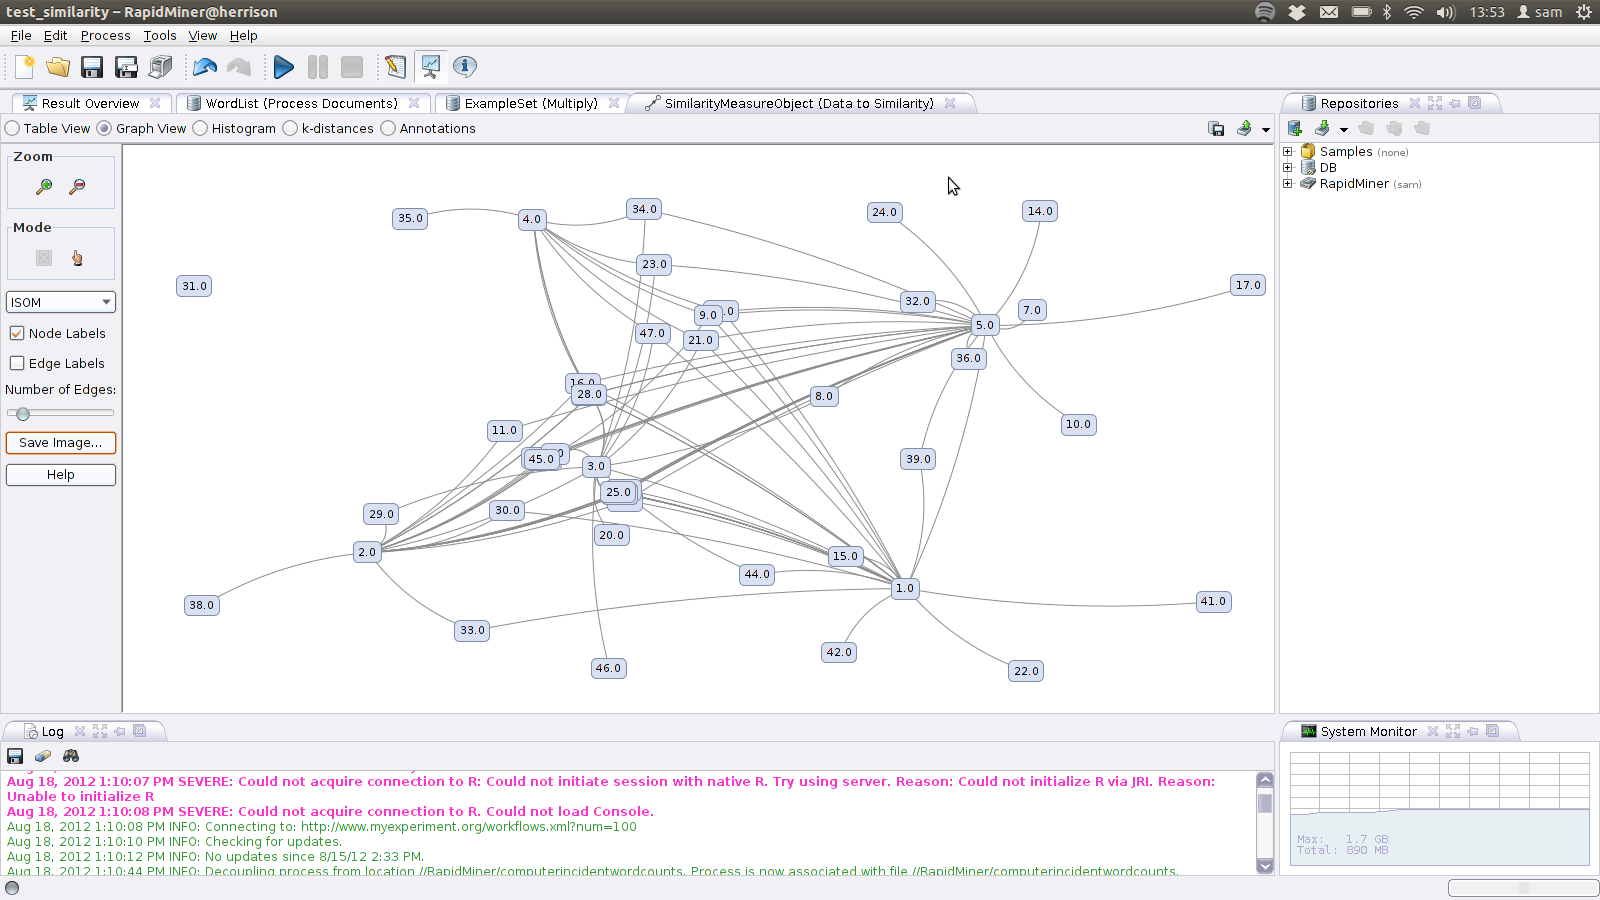 test_similarity – RapidMiner@herrison
13:53 sam
File Edit Process Tools View Help
Result Overview
WordList (Process Documents)
ExampleSet (Multiply)
SimilarityMeasureObject (Data to Similarity)
Table View Graph View Histogram k-distances Annotations
Zoom
Mode
ISOM
Node Labels
Edge Labels
Number of Edges:
Save Image...
Help
35.0
4.0
34.0
24.0
14.0
23.0
31.0
17.0
32.0
7.0
9.0
.0
5.0
47.0
21.0
36.0
16.0
28.0
8.0
11.0
10.0
45.0
3.0
39.0
25.0
29.0
30.0
20.0
2.0
15.0
44.0
1.0
38.0
41.0
33.0
42.0
46.0
22.0
Repositories
Samples (none)
DB
RapidMiner (sam)
Log
Aug 18, 2012 1:10:07 PM SEVERE: Could not acquire connection to R: Could not initiate session with native R. Try using server. Reason: Could not initialize R via JRI. Reason:
Unable to initialize R
Aug 18, 2012 1:10:08 PM SEVERE: Could not acquire connection to R. Could not load Console.
Aug 18, 2012 1:10:08 PM INFO: Connecting to: http://www.myexperiment.org/workflows.xml?num=100
Aug 18, 2012 1:10:10 PM INFO: Checking for updates.
Aug 18, 2012 1:10:12 PM INFO: No updates since 8/15/12 2:33 PM.
Aug 18, 2012 1:10:44 PM INFO: Decoupling process from location //RapidMiner/computerincidentwordcounts. Process is now associated with file //RapidMiner/computerincidentwordcounts.
System Monitor
Max: 1.7 GB
Total: 890 MB